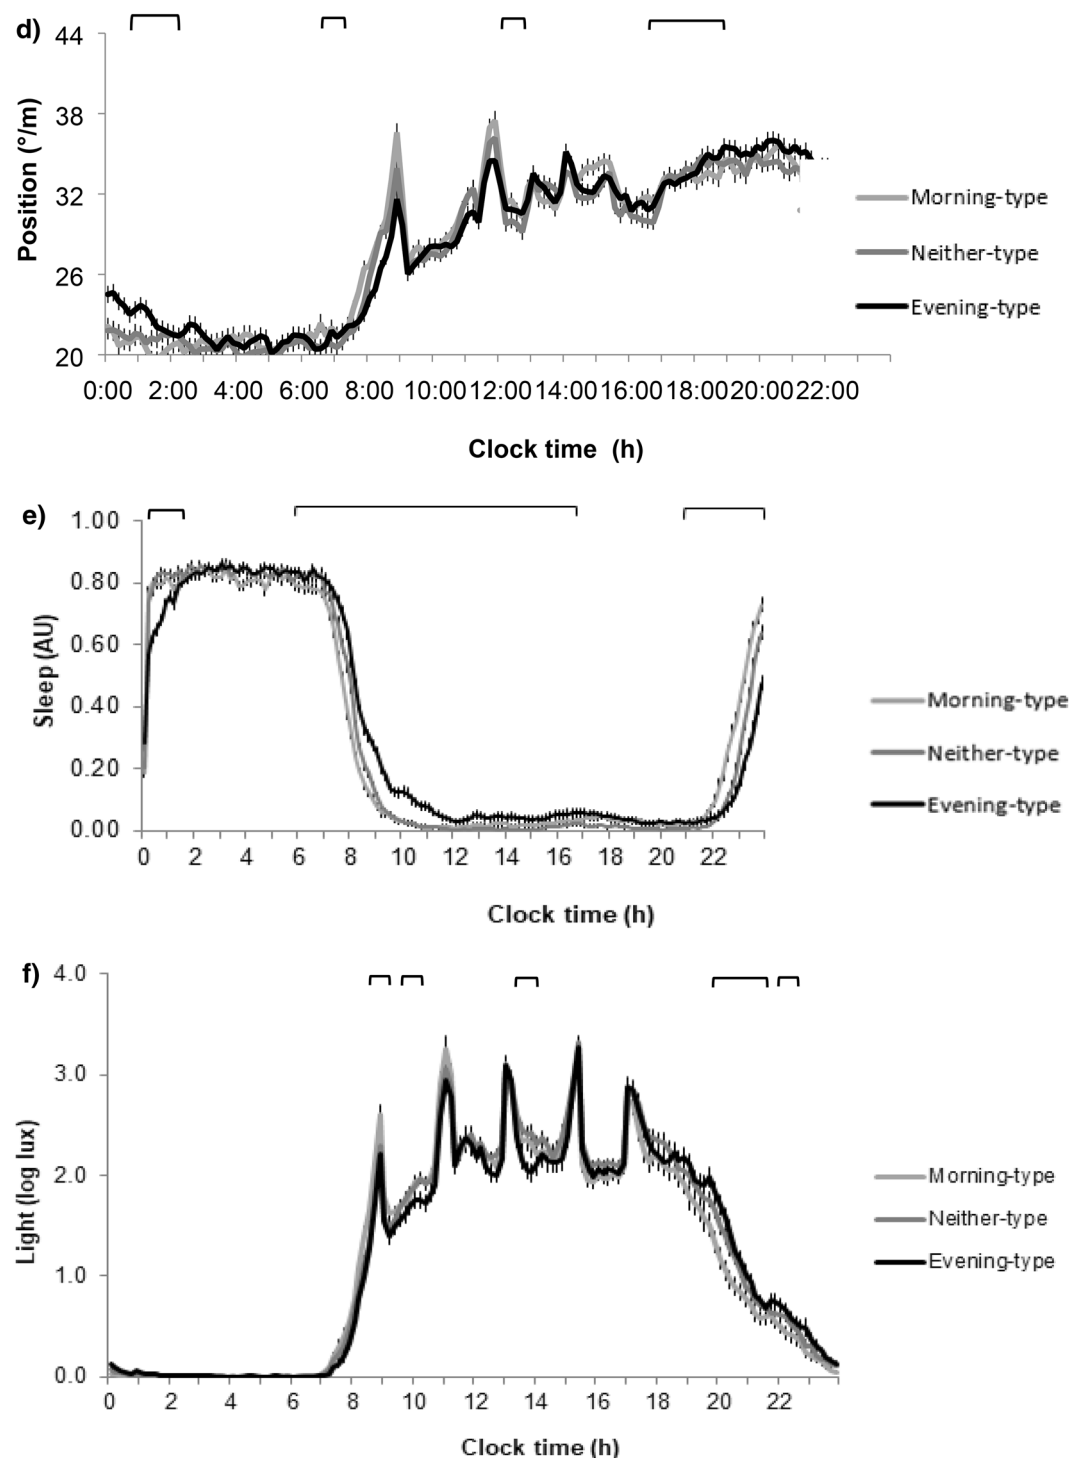 d)
44
38
32
26
20
Position (°/m)
0:00 2:00 4:00 6:00 8:00 10:00 12:00 14:00 16:00 18:00 20:00 22:00
Clock time (h)
Morning-type
Neither-type
Evening-type
e)
1.00
0.80
0.60
0.40
0.20
0.00
Sleep (AU)
0 2 4 6 8 10 12 14 16 18 20 22
Clock time (h)
Morning-type
Neither-type
Evening-type
f)
4.0
3.0
2.0
1.0
0.0
Light (log lux)
0 2 4 6 8 10 12 14 16 18 20 22
Clock time (h)
Morning-type
Neither-type
Evening-type